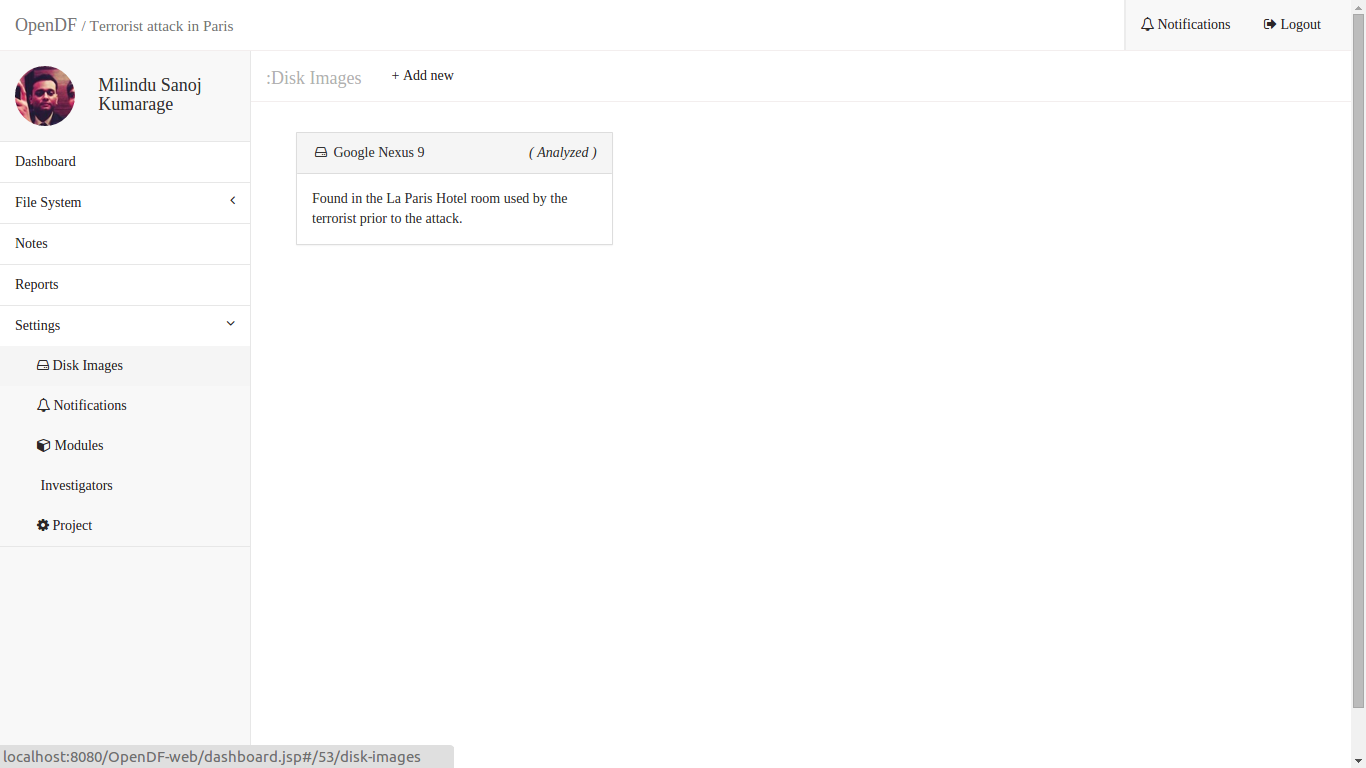 OpenDF / Terrorist attack in Paris
Notifications
Logout
Milindu Sanoj
Kumarage
:Disk Images
+ Add new
Dashboard
File System
Notes
Reports
Settings
Disk Images
Notifications
Modules
Investigators
Project
Google Nexus 9
( Analyzed )
Found in the La Paris Hotel room used by the
terrorist prior to the attack.
localhost:8080/OpenDF-web/dashboard.jsp#/53/disk-images